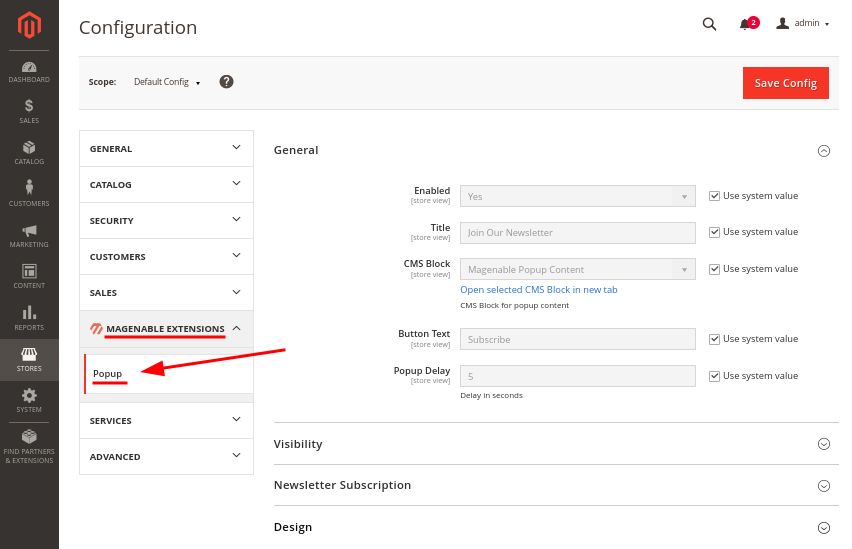 Configuration
2
admin
DASHBOARD
SALES
CATALOG
CUSTOMERS
MARKETING
CONTENT
REPORTS
STORES
SYSTEM
FIND PARTNERS
& EXTENSIONS
Scope:
Default Config
?
Save Config
GENERAL
CATALOG
SECURITY
CUSTOMERS
SALES
MAGENABLE EXTENSIONS
Popup
SERVICES
ADVANCED
General
Enabled
[store view]
Yes
Use system value
Title
[store view]
Join Our Newsletter
Use system value
CMS Block
[store view]
Magenable Popup Content
Use system value
Open selected CMS Block in new tab
CMS Block for popup content
Button Text
[store view]
Subscribe
Use system value
Popup Delay
[store view]
5
Use system value
Delay in seconds
Visibility
Newsletter Subscription
Design